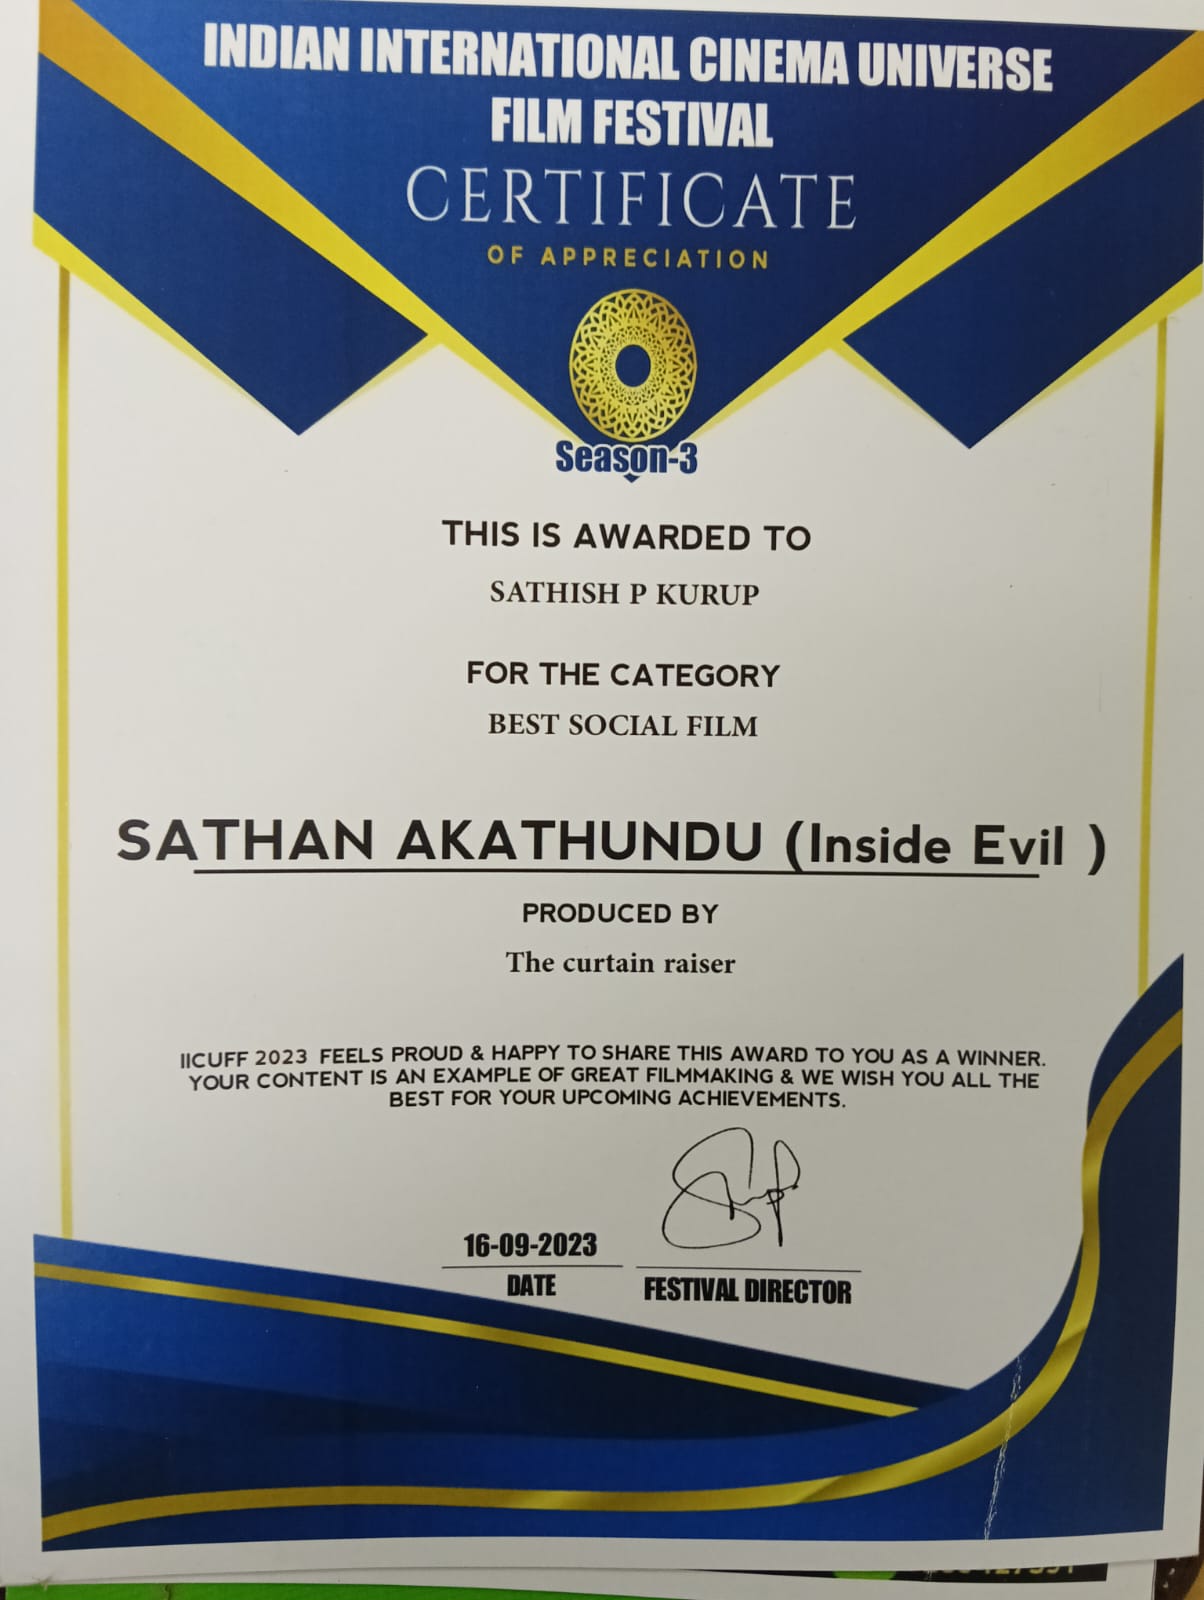 INDIAN INTERNATIONAL CINEMA UNIVERSE
FILM FESTIVAL
CERTIFICATE
OF APPRECIATION
Season-3
THIS IS AWARDED TO
SATHISH P KURUP
FOR THE CATEGORY
BEST SOCIAL FILM
SATHAN AKATHUNDU (Inside Evil )
PRODUCED BY
The curtain raiser
IICUFF 2023 FEELS PROUD & HAPPY TO SHARE THIS AWARD TO YOU AS A WINNER.
YOUR CONTENT IS AN EXAMPLE OF GREAT FILMMAKING & WE WISH YOU ALL THE
BEST FOR YOUR UPCOMING ACHIEVEMENTS.
16-09-2023
DATE
FESTIVAL DIRECTOR